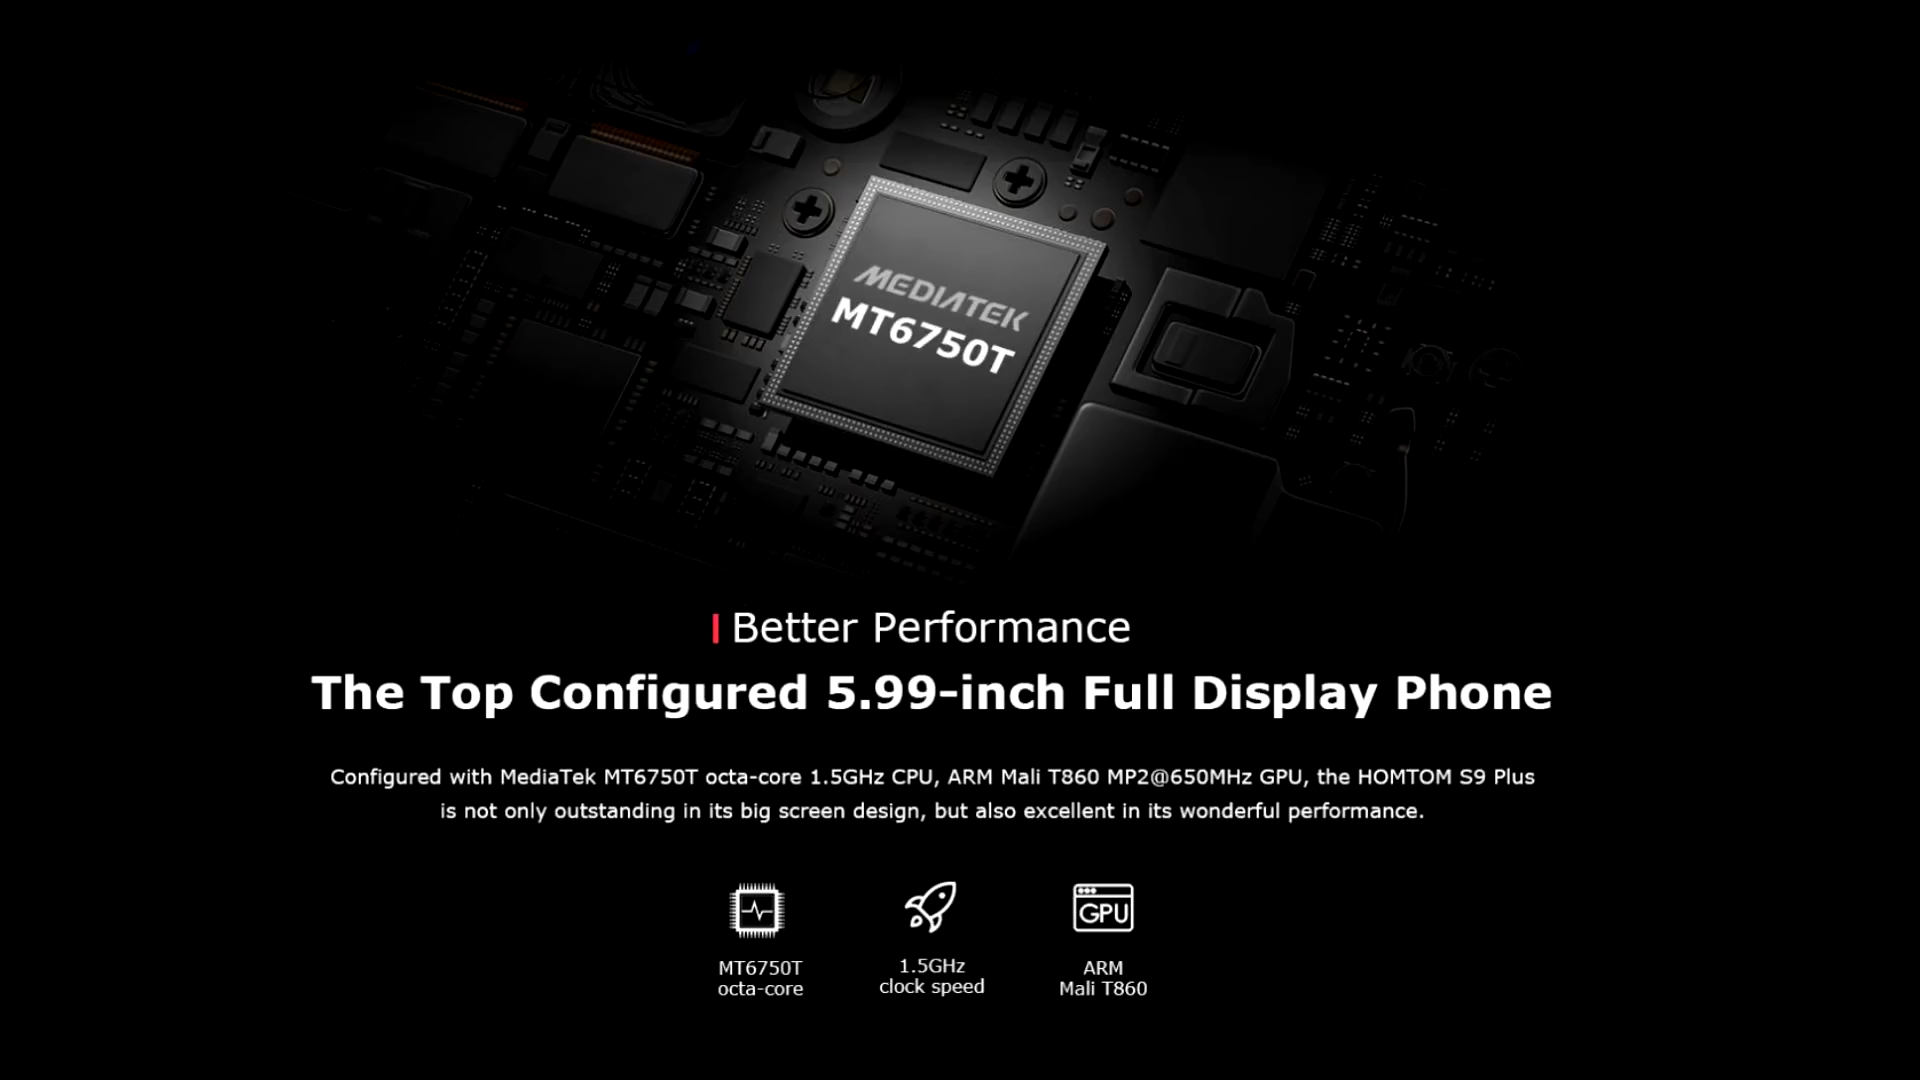 MEDIATEK
MT6750T
Better Performance
The Top Configured 5.99-inch Full Display Phone
Configured with MediaTek MT6750T octa-core 1.5GHz CPU, ARM Mali T860 MP2@650MHz GPU, the HOMTOM S9 Plus
is not only outstanding in its big screen design, but also excellent in its wonderful performance.
GPU
MT6750T
octa-core
1.5GHz
clock speed
ARM
Mali T860